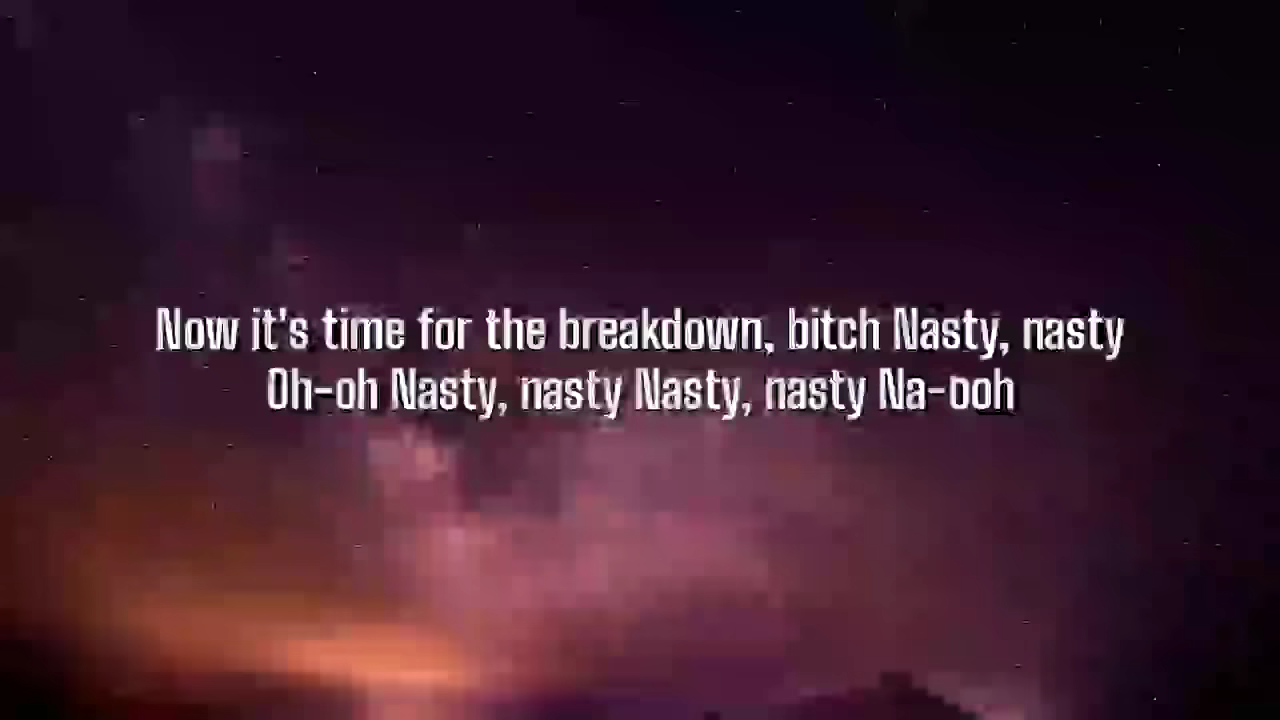 Now it's time for the breakdown, bitch Nasty, nasty
Oh-oh Nasty, nasty Nasty, nasty Na-ooh